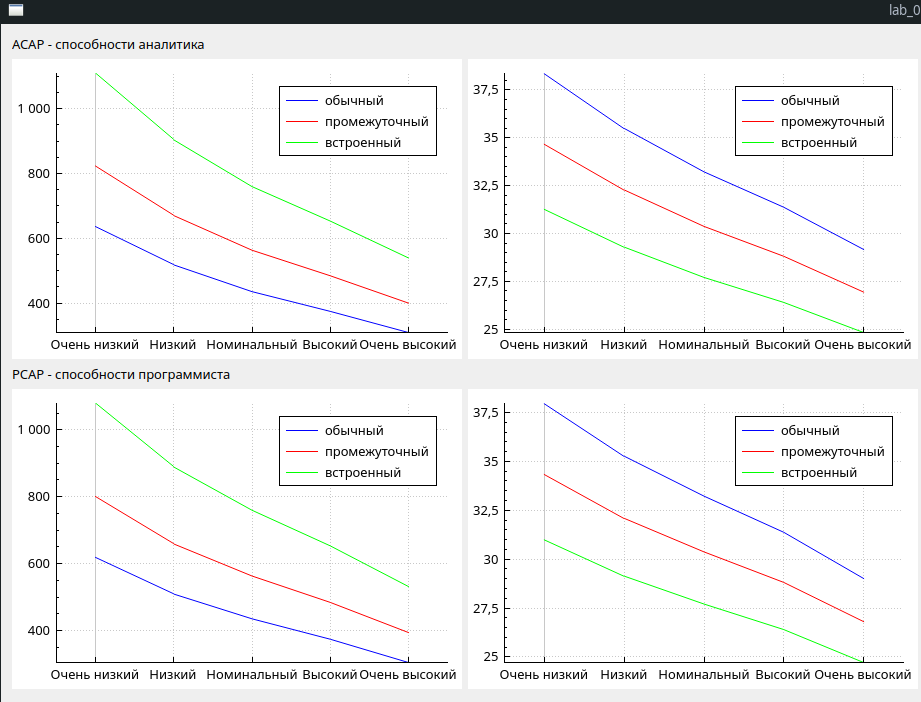 lab_0
ACAP - способности аналитика
1 000
800
600
400
обычный
промежуточный
встроенный
Очень низкий Низкий Номинальный Высокий Очень высокий
37,5
35
32,5
30
27,5
25
обычный
промежуточный
встроенный
Очень низкий Низкий Номинальный Высокий Очень высокий
PCAP - способности программиста
1 000
800
600
400
обычный
промежуточный
встроенный
Очень низкий Низкий Номинальный Высокий Очень высокий
37,5
35
32,5
30
27,5
25
обычный
промежуточный
встроенный
Очень низкий Низкий Номинальный Высокий Очень высокий